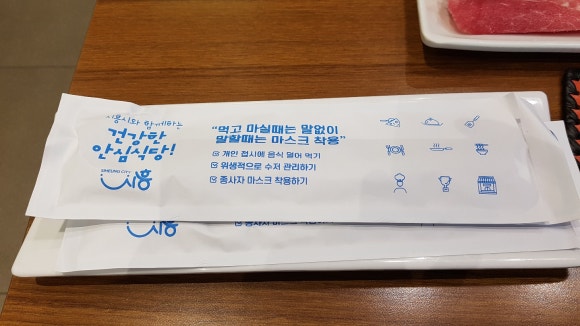 시흥시와 함께하는
건강한
안심식당!
SIHEUNG CITY
시흥
"먹고 마실때는 말없이
말할때는 마스크 착용"
개인 접시에 음식 덜어 먹기
위생적으로 수저 관리하기
종사자 마스크 착용하기